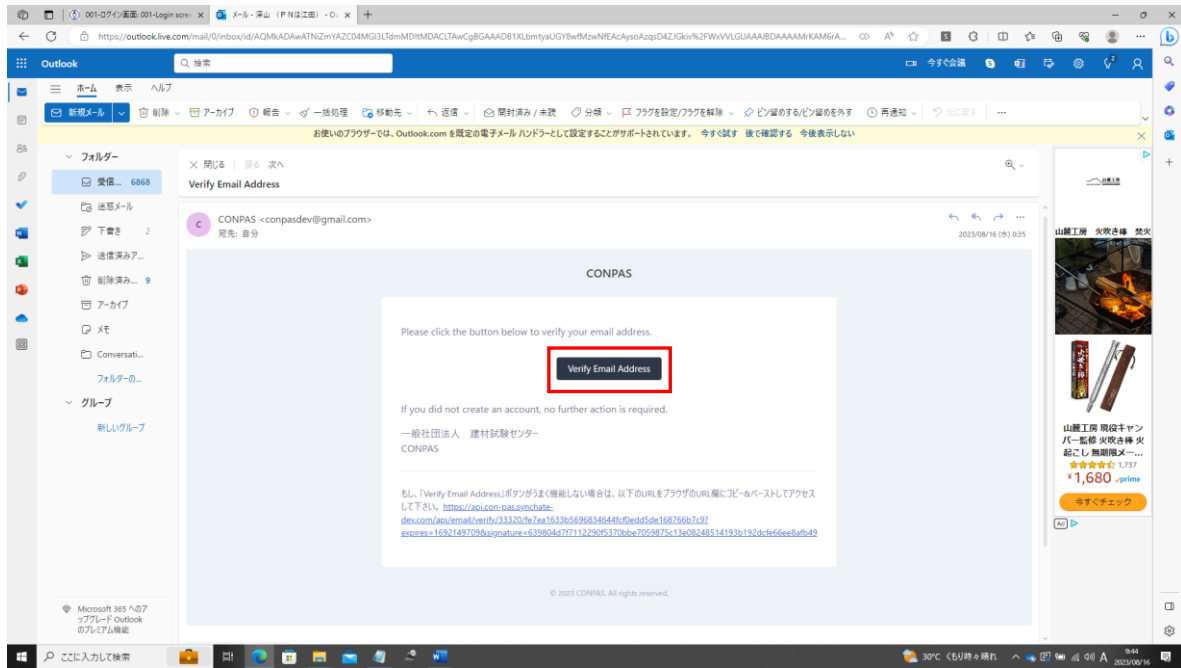 001-ログイン画面: 001-Login scree
メール - 深山 （PNは江田） - O
https://outlook.live.com/mail/0/inbox/id/
Outlook
検索
今すぐ会議
ホーム 表示 ヘルプ
新規メール 削除 アーカイブ 報告 一括処理 移動先 返信 開封済み / 未読 分類 フラグを設定/フラグを解除 ピン留めする/ピン留めを外す 再通知 元に戻す
お使いのブラウザーでは、Outlook.com を既定の電子メール ハンドラーとして設定することがサポートされています。 今すぐ試す 後で確認する 今後表示しない
フォルダー
受信... 6868
迷惑メール
下書き 2
送信済みア...
削除済み... 9
アーカイブ
メモ
Conversati...
フォルダーの...
グループ
新しいグループ
Microsoft 365 へのア
ップグレード Outlook
のプレミアム機能
閉じる 戻る 次へ
Verify Email Address
C
CONPAS <conpasdev@gmail.com>
宛先: 自分
2023/08/16 (水) 0:35
CONPAS
Please click the button below to verify your email address.
Verify Email Address
If you did not create an account, no further action is required.
一般社団法人 建材試験センター
CONPAS
もし、「Verify Email Address」ボタンがうまく機能しない場合は、以下のURLをブラウザのURL欄にコピー&ペーストしてアクセス
して下さい。 https://api.con-pas.synchate-
dev.com/api/email/verify/33320/fe7ea1633b5696834644fcf0edd5de168766b7c9?
expires=1692149709&signature=639804d7f7112290f5370bbe7059875c13e08248514193b192dcfe66ee8afb49
© 2023 CONPAS. All rights reserved.
山麓工房 火吹き棒 焚火
山麓工房 現役キャン
パー監修 火吹き棒 火
起こし 無期限メー...
1,737
¥1,680 prime
今すぐチェック
Ad
ここに入力して検索
30°C くもり時々晴れ
A
9:44
2023/08/16